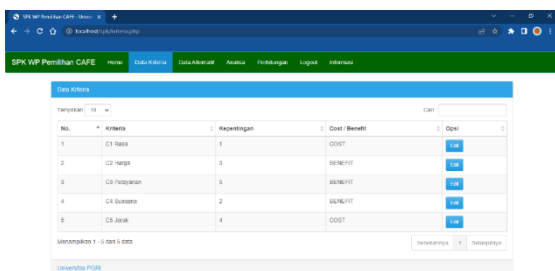 SPK WP Pemilihan CAFE - Univer
localhost/spk/kriteria.php
SPK WP Pemilihan CAFE Home Data Kriteria Data Alternatif Analisa Perhitungan Logout Informasi
Data Kriteria
Tampilkan 10 Cari
No. Kriteria Kepentingan Cost / Benefit Opsi
1 C1 Rasa 1 COST Edit
2 C2 Harga 3 BENEFIT Edit
3 C3 Pelayanan 5 BENEFIT Edit
4 C4 Suasana 2 BENEFIT Edit
5 C5 Jarak 4 COST Edit
Menampilkan 1 - 5 dari 5 data
Sebelumnya 1 Selanjutnya
Universitas PGRI